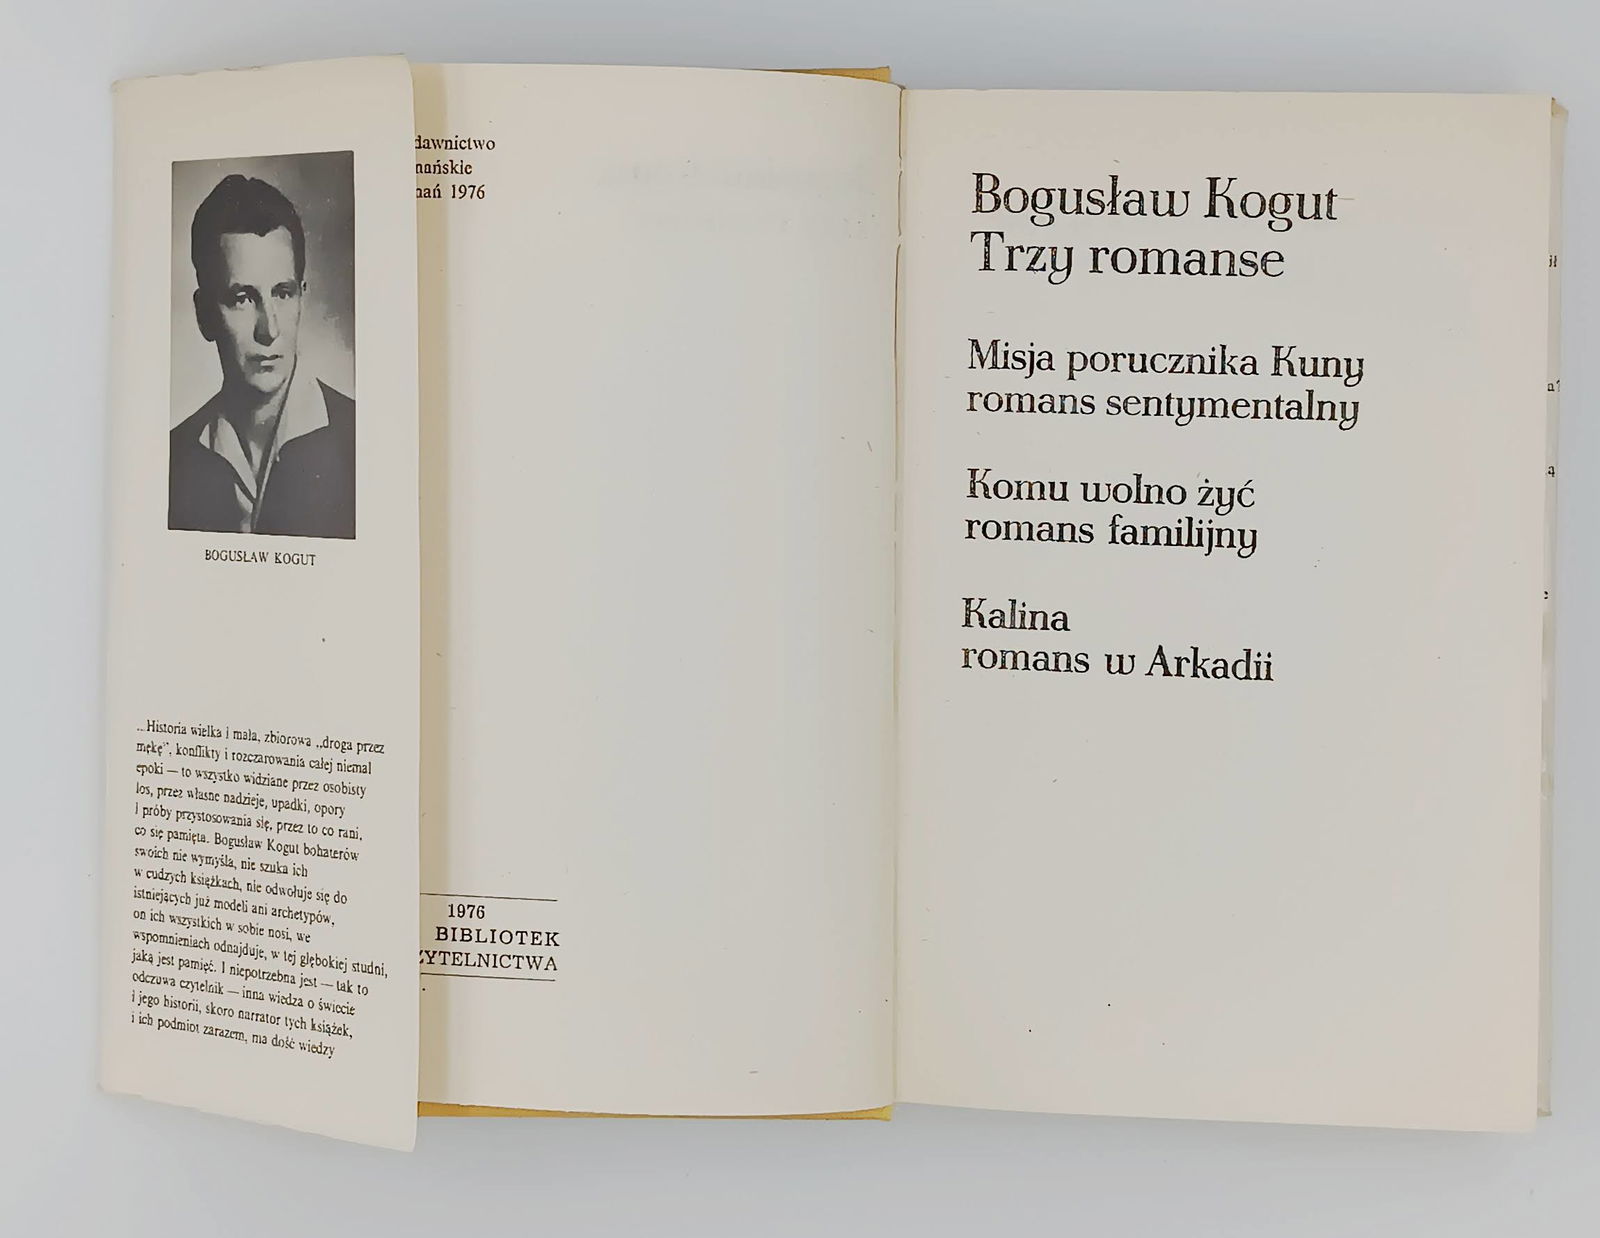 BOGUSŁAW KOGUT
„Historia wielka i mała, zbiorowa „droga przez
mękę”, konflikty i rozczarowania całej niemal
epoki — to wszystko widziane przez osobisty
los, przez własne nadzieje, upadki, opory
i próby przystosowania się, przez to co rani,
co się pamięta. Bogusław Kogut bohaterów
swoich nie wymyśla, nie szuka ich
w cudzych książkach, nie odwołuje się do
istniejących już modeli ani archetypów,
on ich wszystkich w sobie nosi, we
wspomnieniach odnajduje, w tej głębokiej studni,
jaką jest pamięć. I niepotrzebna jest — tak to
odczuwa czytelnik — inna wiedza o świecie
i jego historii, skoro narrator tych książek,
i ich podmiot zarazem, ma dość wiedzy
dawnictwo
nańskie
nań 1976
1976
BIBLIOTEK
ZYTELNICTWA
Bogusław Kogut
Trzy romanse
Misja porucznika Kuny
romans sentymentalny
Komu wolno żyć
romans familijny
Kalina
romans w Arkadii